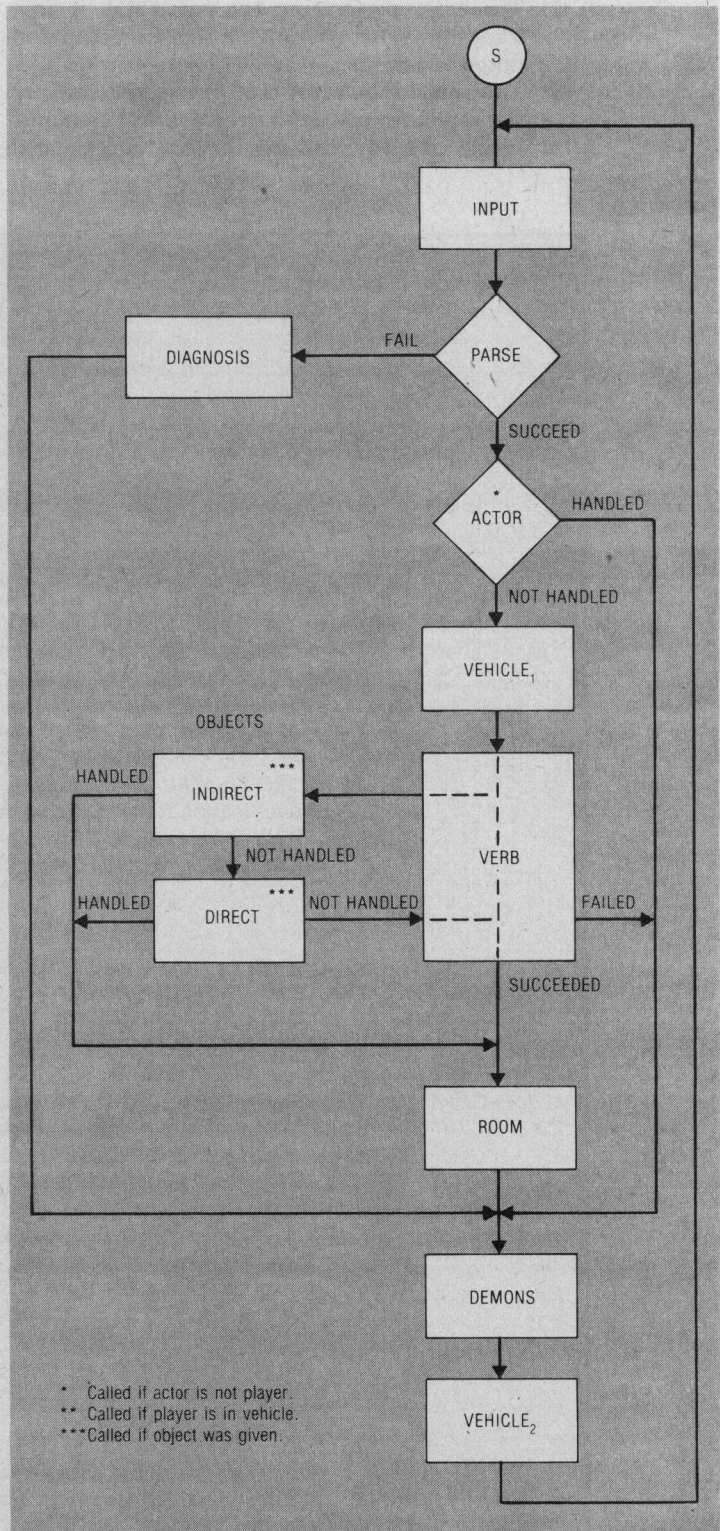 S
INPUT
FAIL
PARSE
DIAGNOSIS
SUCCEED
*
ACTOR
HANDLED
NOT HANDLED
VEHICLE₁
OBJECTS
HANDLED
***
INDIRECT
NOT HANDLED
VERB
HANDLED
***
DIRECT
NOT HANDLED
FAILED
SUCCEEDED
ROOM
DEMONS
VEHICLE₂
* Called if actor is not player.
** Called if player is in vehicle.
***Called if object was given.